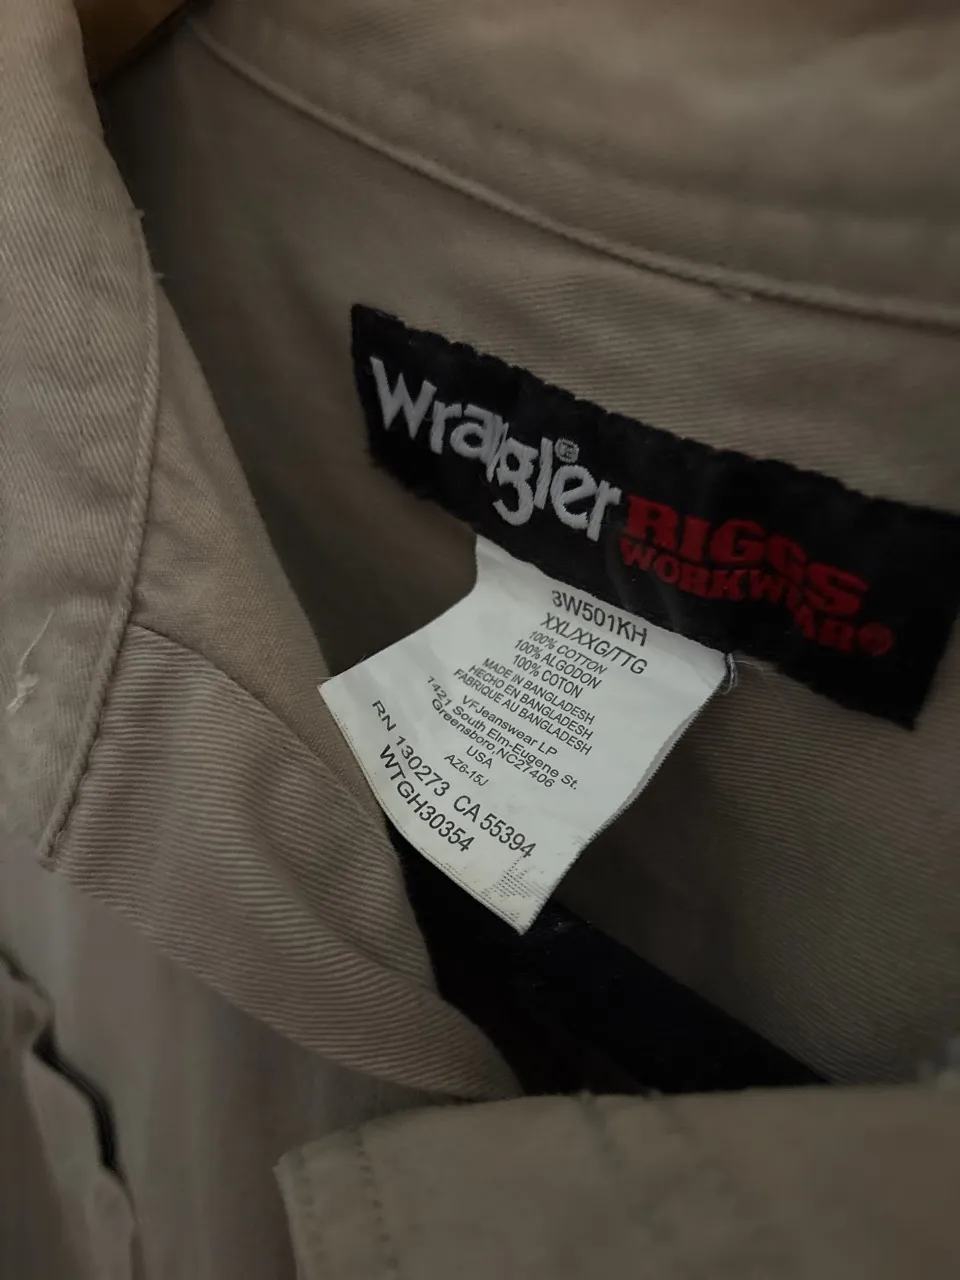 Wrangler®
RIGGS
WORKWEAR®
3W501KH
XXL/XXG/TTG
100% COTTON
100% ALGODON
100% COTON
MADE IN BANGLADESH
HECHO EN BANGLADESH
FABRIQUE AU BANGLADESH
VFJeanswear LP
1421 South Elm-Eugene St.
Greensboro,NC27406
USA
AZ6-15J
RN 130273 CA 55394
WTGH30354